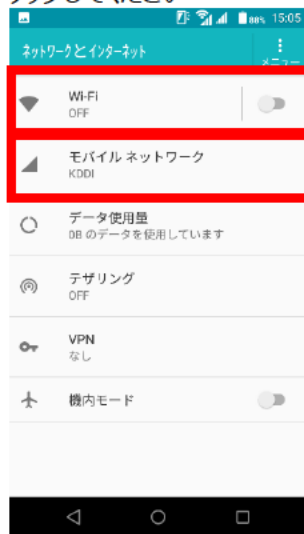 88% 15:05
ネットワークとインターネット
メニュー
Wi-Fi
OFF
モバイル ネットワーク
KDDI
データ使用量
0B のデータを使用しています
テザリング
OFF
VPN
なし
機内モード